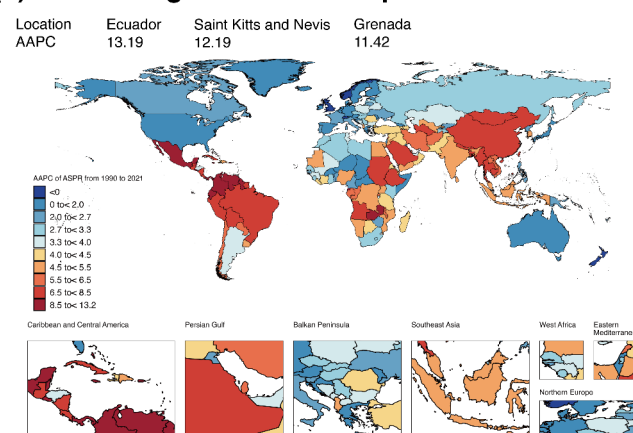 Location Ecuador Saint Kitts and Nevis Grenada
AAPC 13.19 12.19 11.42
AAPC of ASPR from 1990 to 2021
<0
0 to< 2.0
2.0 to< 2.7
2.7 to< 3.3
3.3 to< 4.0
4.0 to< 4.5
4.5 to< 5.5
5.5 to< 6.5
6.5 to< 8.5
8.5 to< 13.2
Caribbean and Central America
Persian Gulf
Balkan Peninsula
Southeast Asia
West Africa
Eastern
Northern Europe